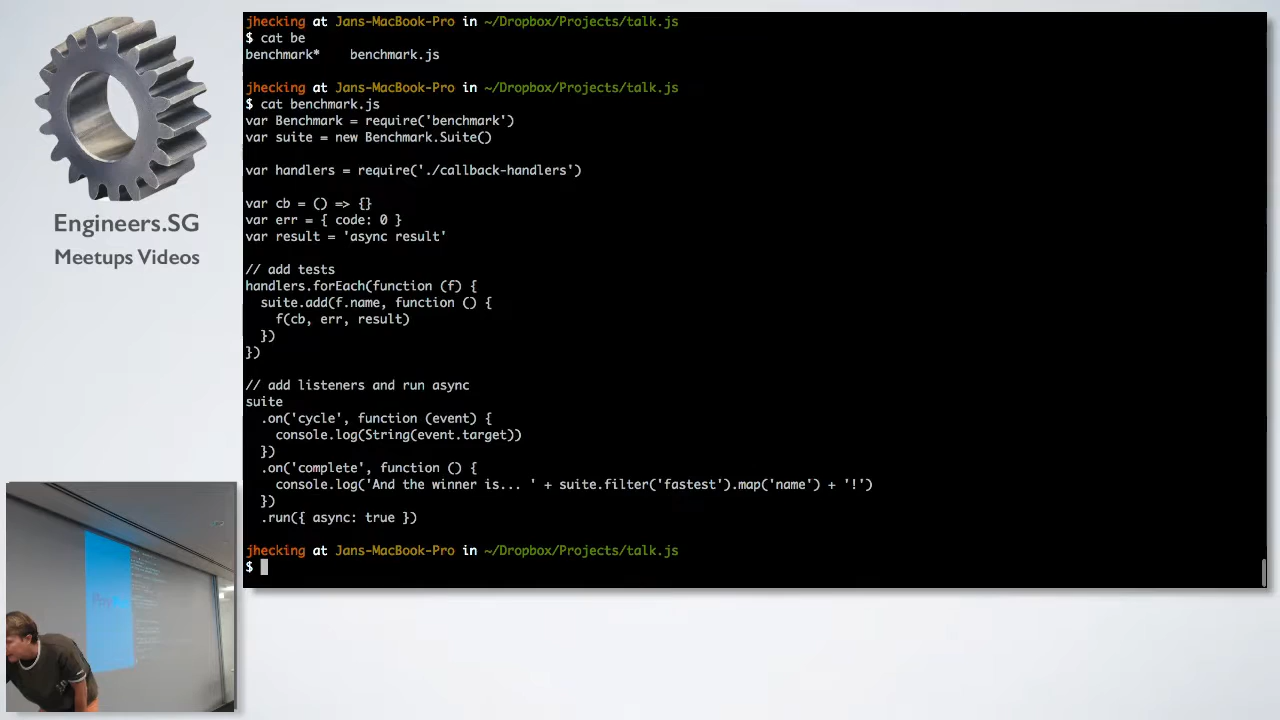 Engineers.SG
Meetups Videos
jhecking at Jans-MacBook-Pro in ~/Dropbox/Projects/talk.js
$ cat be
benchmark*    benchmark.js
jhecking at Jans-MacBook-Pro in ~/Dropbox/Projects/talk.js
$ cat benchmark.js
var Benchmark = require('benchmark')
var suite = new Benchmark.Suite()
var handlers = require('./callback-handlers')
var cb = () => {}
var err = { code: 0 }
var result = 'async result'
// add tests
handlers.forEach(function (f) {
  suite.add(f.name, function () {
    f(cb, err, result)
  })
})
// add listeners and run async
suite
  .on('cycle', function (event) {
    console.log(String(event.target))
  })
  .on('complete', function () {
    console.log('And the winner is... ' + suite.filter('fastest').map('name') + '!')
  })
  .run({ async: true })
jhecking at Jans-MacBook-Pro in ~/Dropbox/Projects/talk.js
$